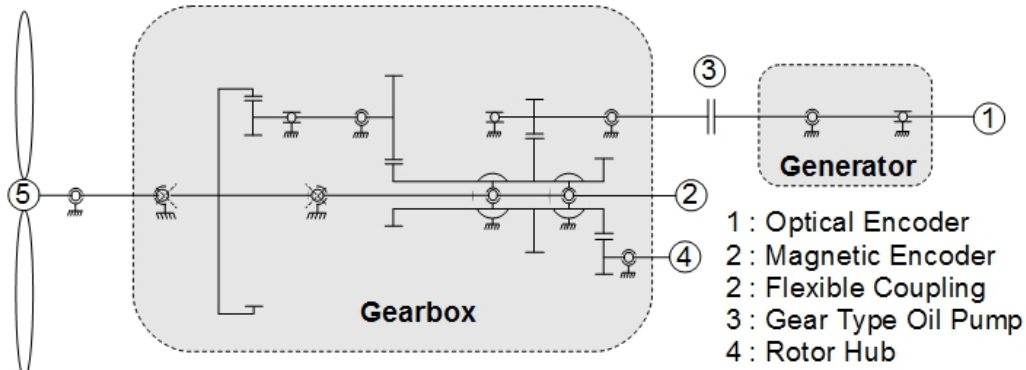 3
1
Generator
5
2
4
Gearbox
1 : Optical Encoder
2 : Magnetic Encoder
2 : Flexible Coupling
3 : Gear Type Oil Pump
4 : Rotor Hub